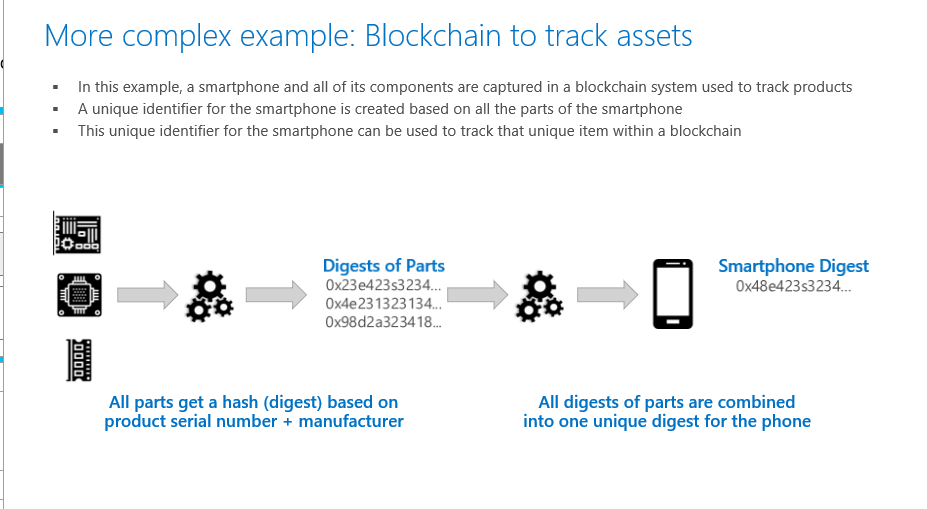 More complex example: Blockchain to track assets
▪ In this example, a smartphone and all of its components are captured in a blockchain system used to track products
▪ A unique identifier for the smartphone is created based on all the parts of the smartphone
▪ This unique identifier for the smartphone can be used to track that unique item within a blockchain
Digests of Parts
0x23e423s3234...
0x4e231323134...
0x98d2a323418...
Smartphone Digest
0x48e423s3234...
All parts get a hash (digest) based on
product serial number + manufacturer
All digests of parts are combined
into one unique digest for the phone